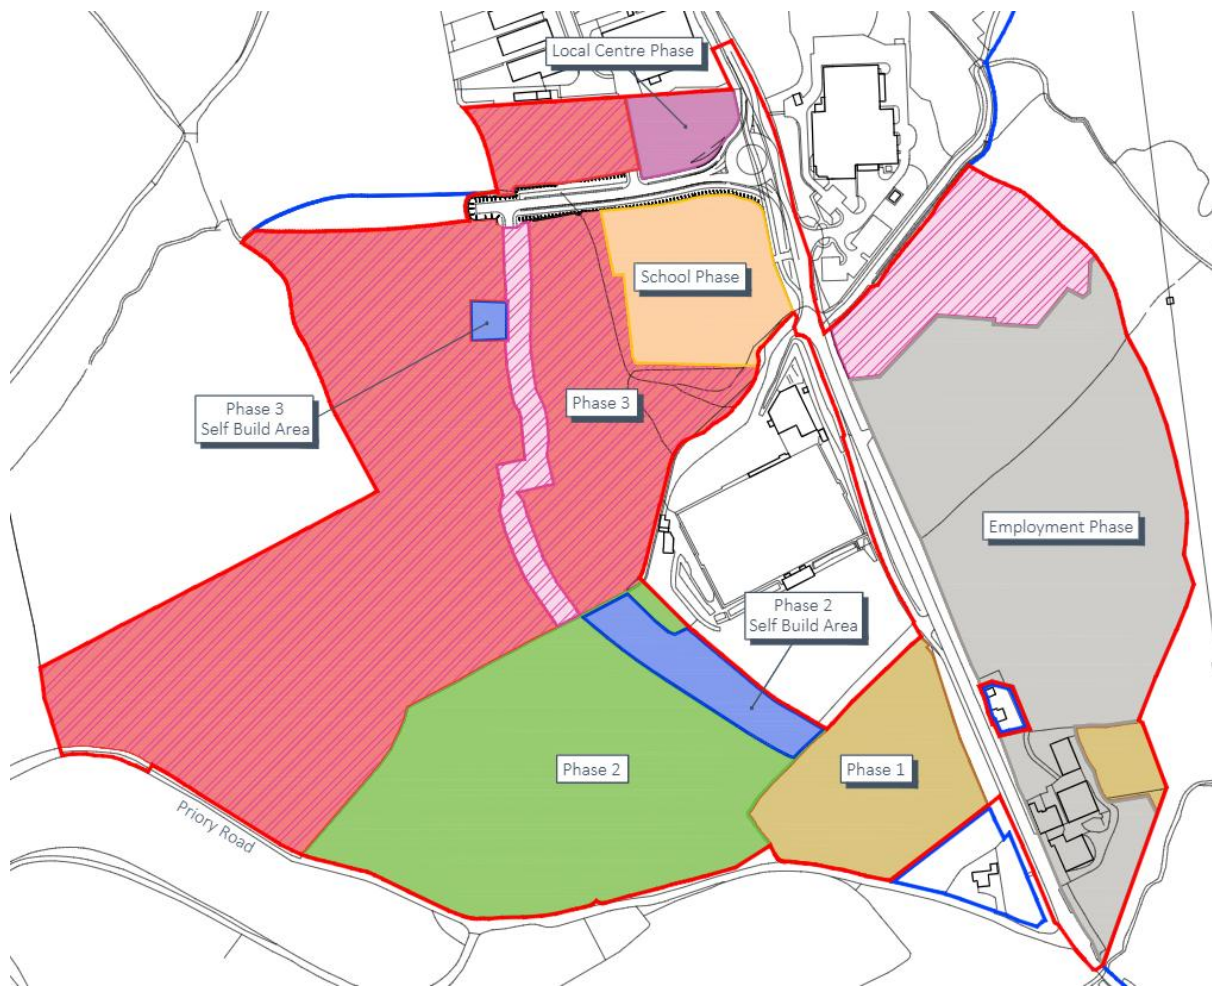 Local Centre Phase
School Phase
Phase 3
Self Build Area
Phase 3
Employment Phase
Phase 2
Self Build Area
Phase 2
Phase 1
Priory Road